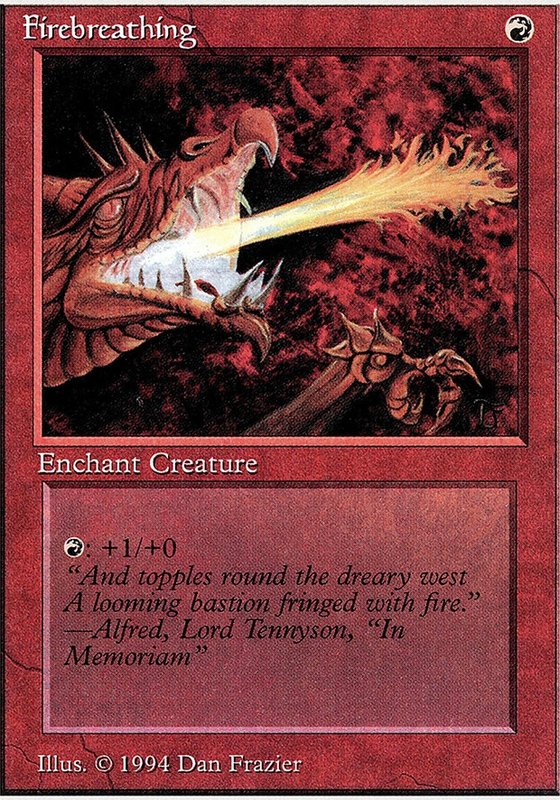 Firebreathing
: +1/+0
Enchant Creature
“And topples round the dreary west
A looming bastion fringed with fire.”
—Alfred, Lord Tennyson, “In
Memoriam”
Illus. © 1994 Dan Frazier